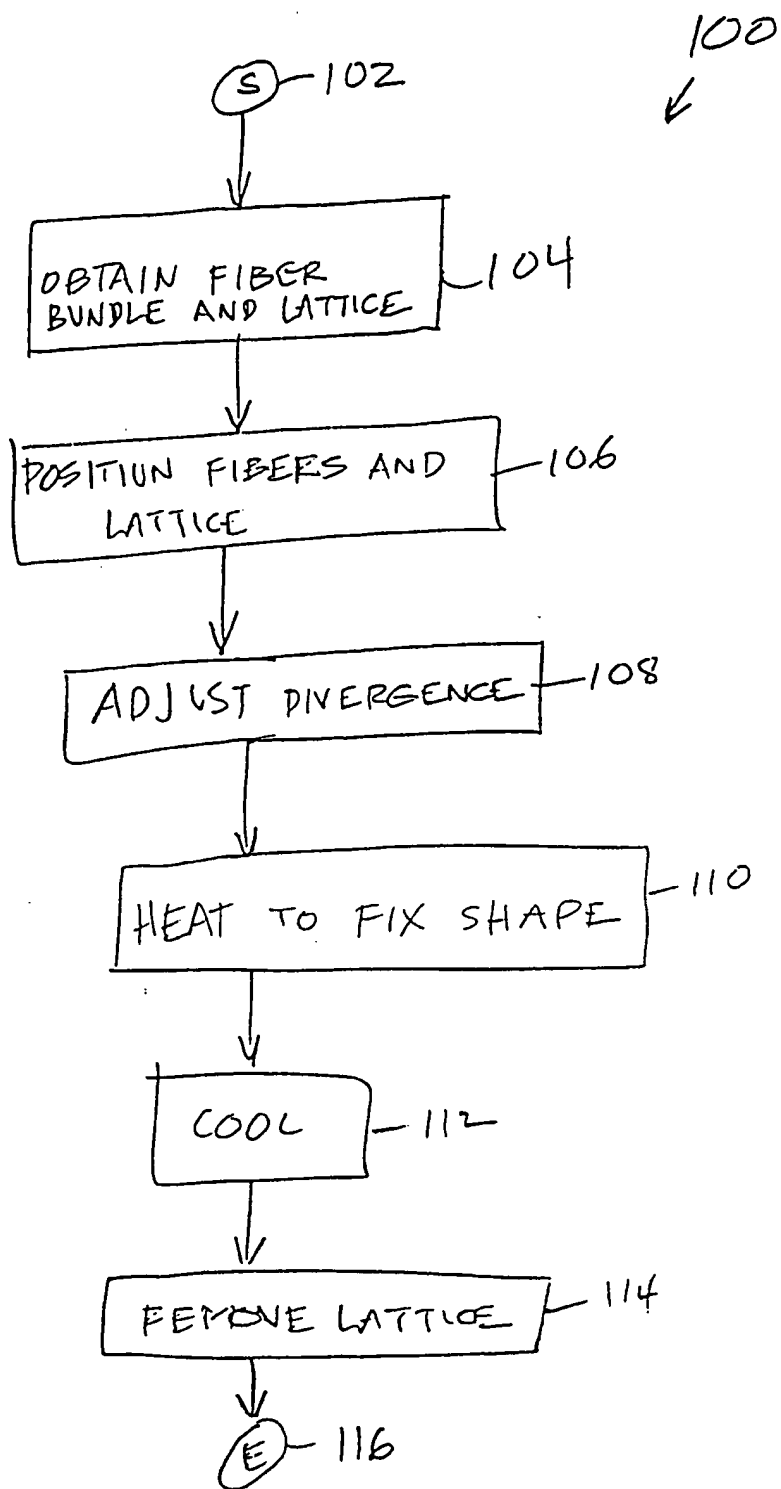 100
S 102
OBTAIN FIBER
BUNDLE AND LATTICE
104
POSITIUN FIBERS AND
LATTICE
106
ADJUST DIVERGENCE
108
HEAT TO FIX SHAPE
110
COOL
112
REMOVE LATTICE
114
E 116